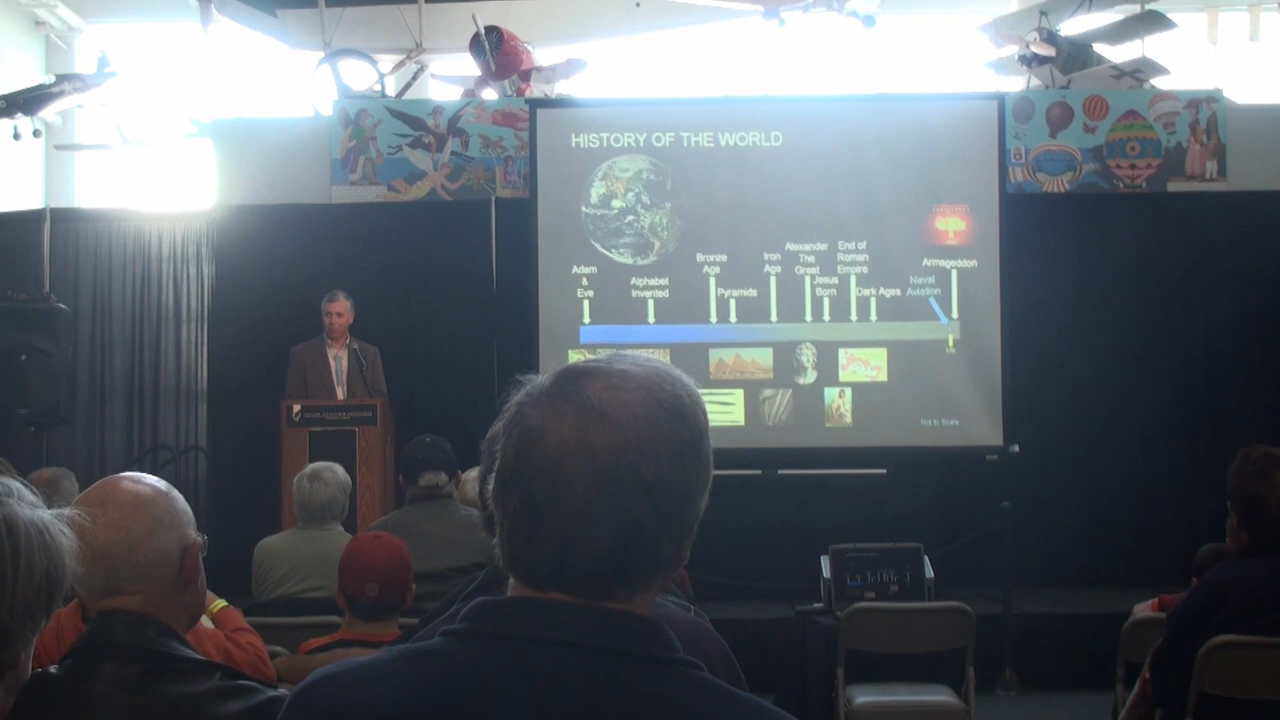 HISTORY OF THE WORLD
Adam
&
Eve
Alphabet
Invented
Bronze
Age
Pyramids
Iron
Age
Alexander
The
Great
Jesus
Born
End of
Roman
Empire
Dark Ages
Naval
Aviation
Armageddon
Not to Scale